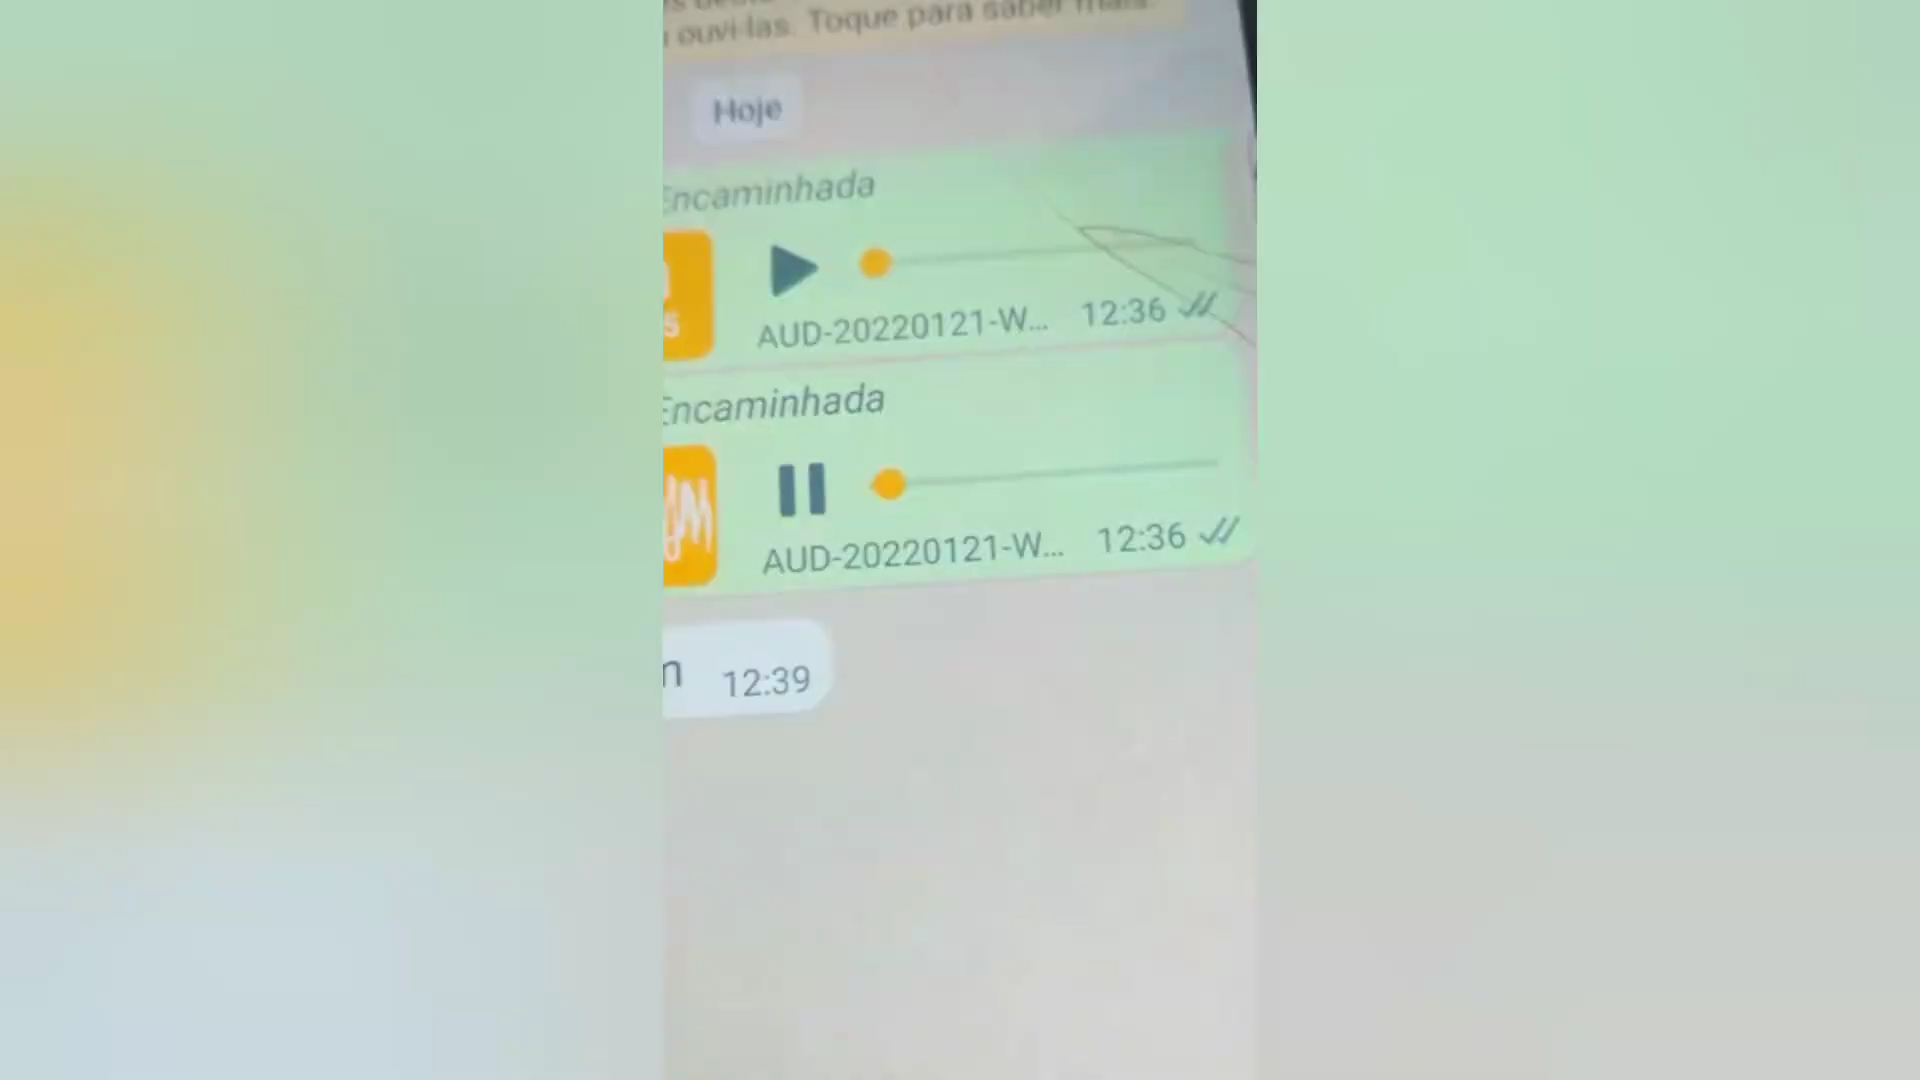 ouvi-las. Toque para saber mais.
Hoje
Encaminhada
AUD-20220121-W... 12:36
Encaminhada
AUD-20220121-W... 12:36
12:39